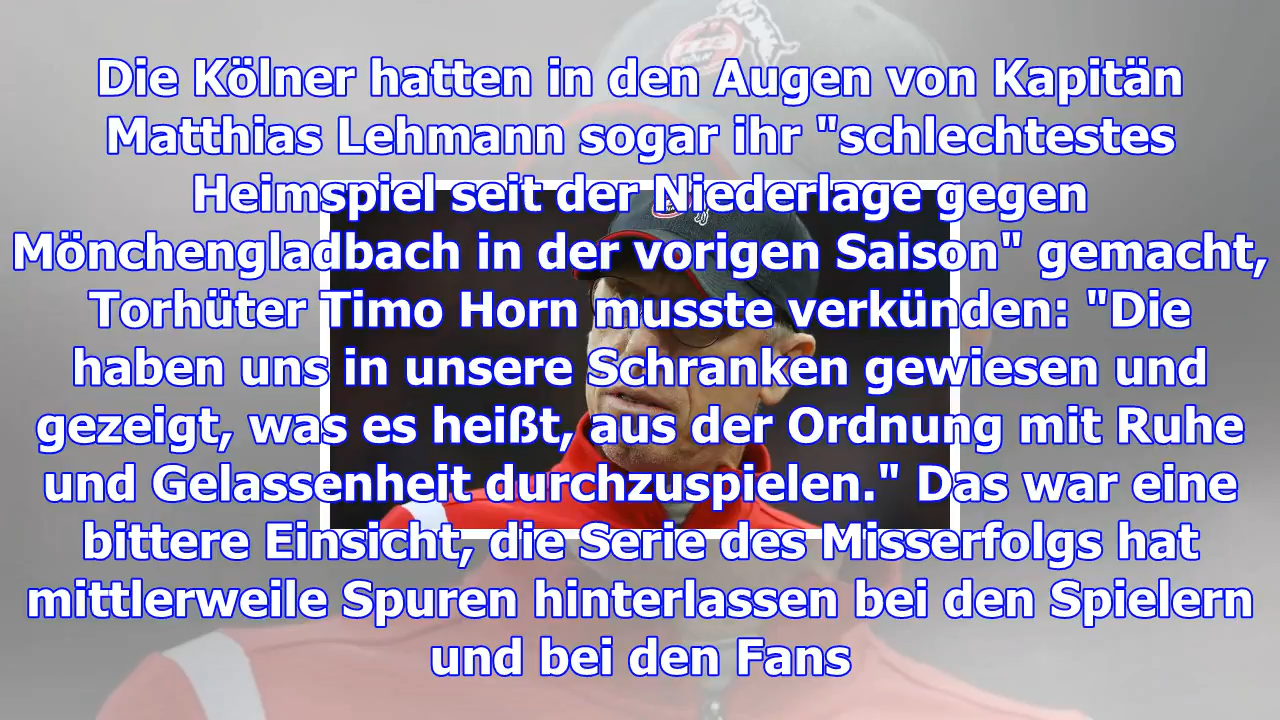 Die Kölner hatten in den Augen von Kapitän
Matthias Lehmann sogar ihr "schlechtestes
Heimspiel seit der Niederlage gegen
Mönchengladbach in der vorigen Saison" gemacht,
Torhüter Timo Horn musste verkünden: "Die
haben uns in unsere Schranken gewiesen und
gezeigt, was es heißt, aus der Ordnung mit Ruhe
und Gelassenheit durchzuspielen." Das war eine
bittere Einsicht, die Serie des Misserfolgs hat
mittlerweile Spuren hinterlassen bei den Spielern
und bei den Fans